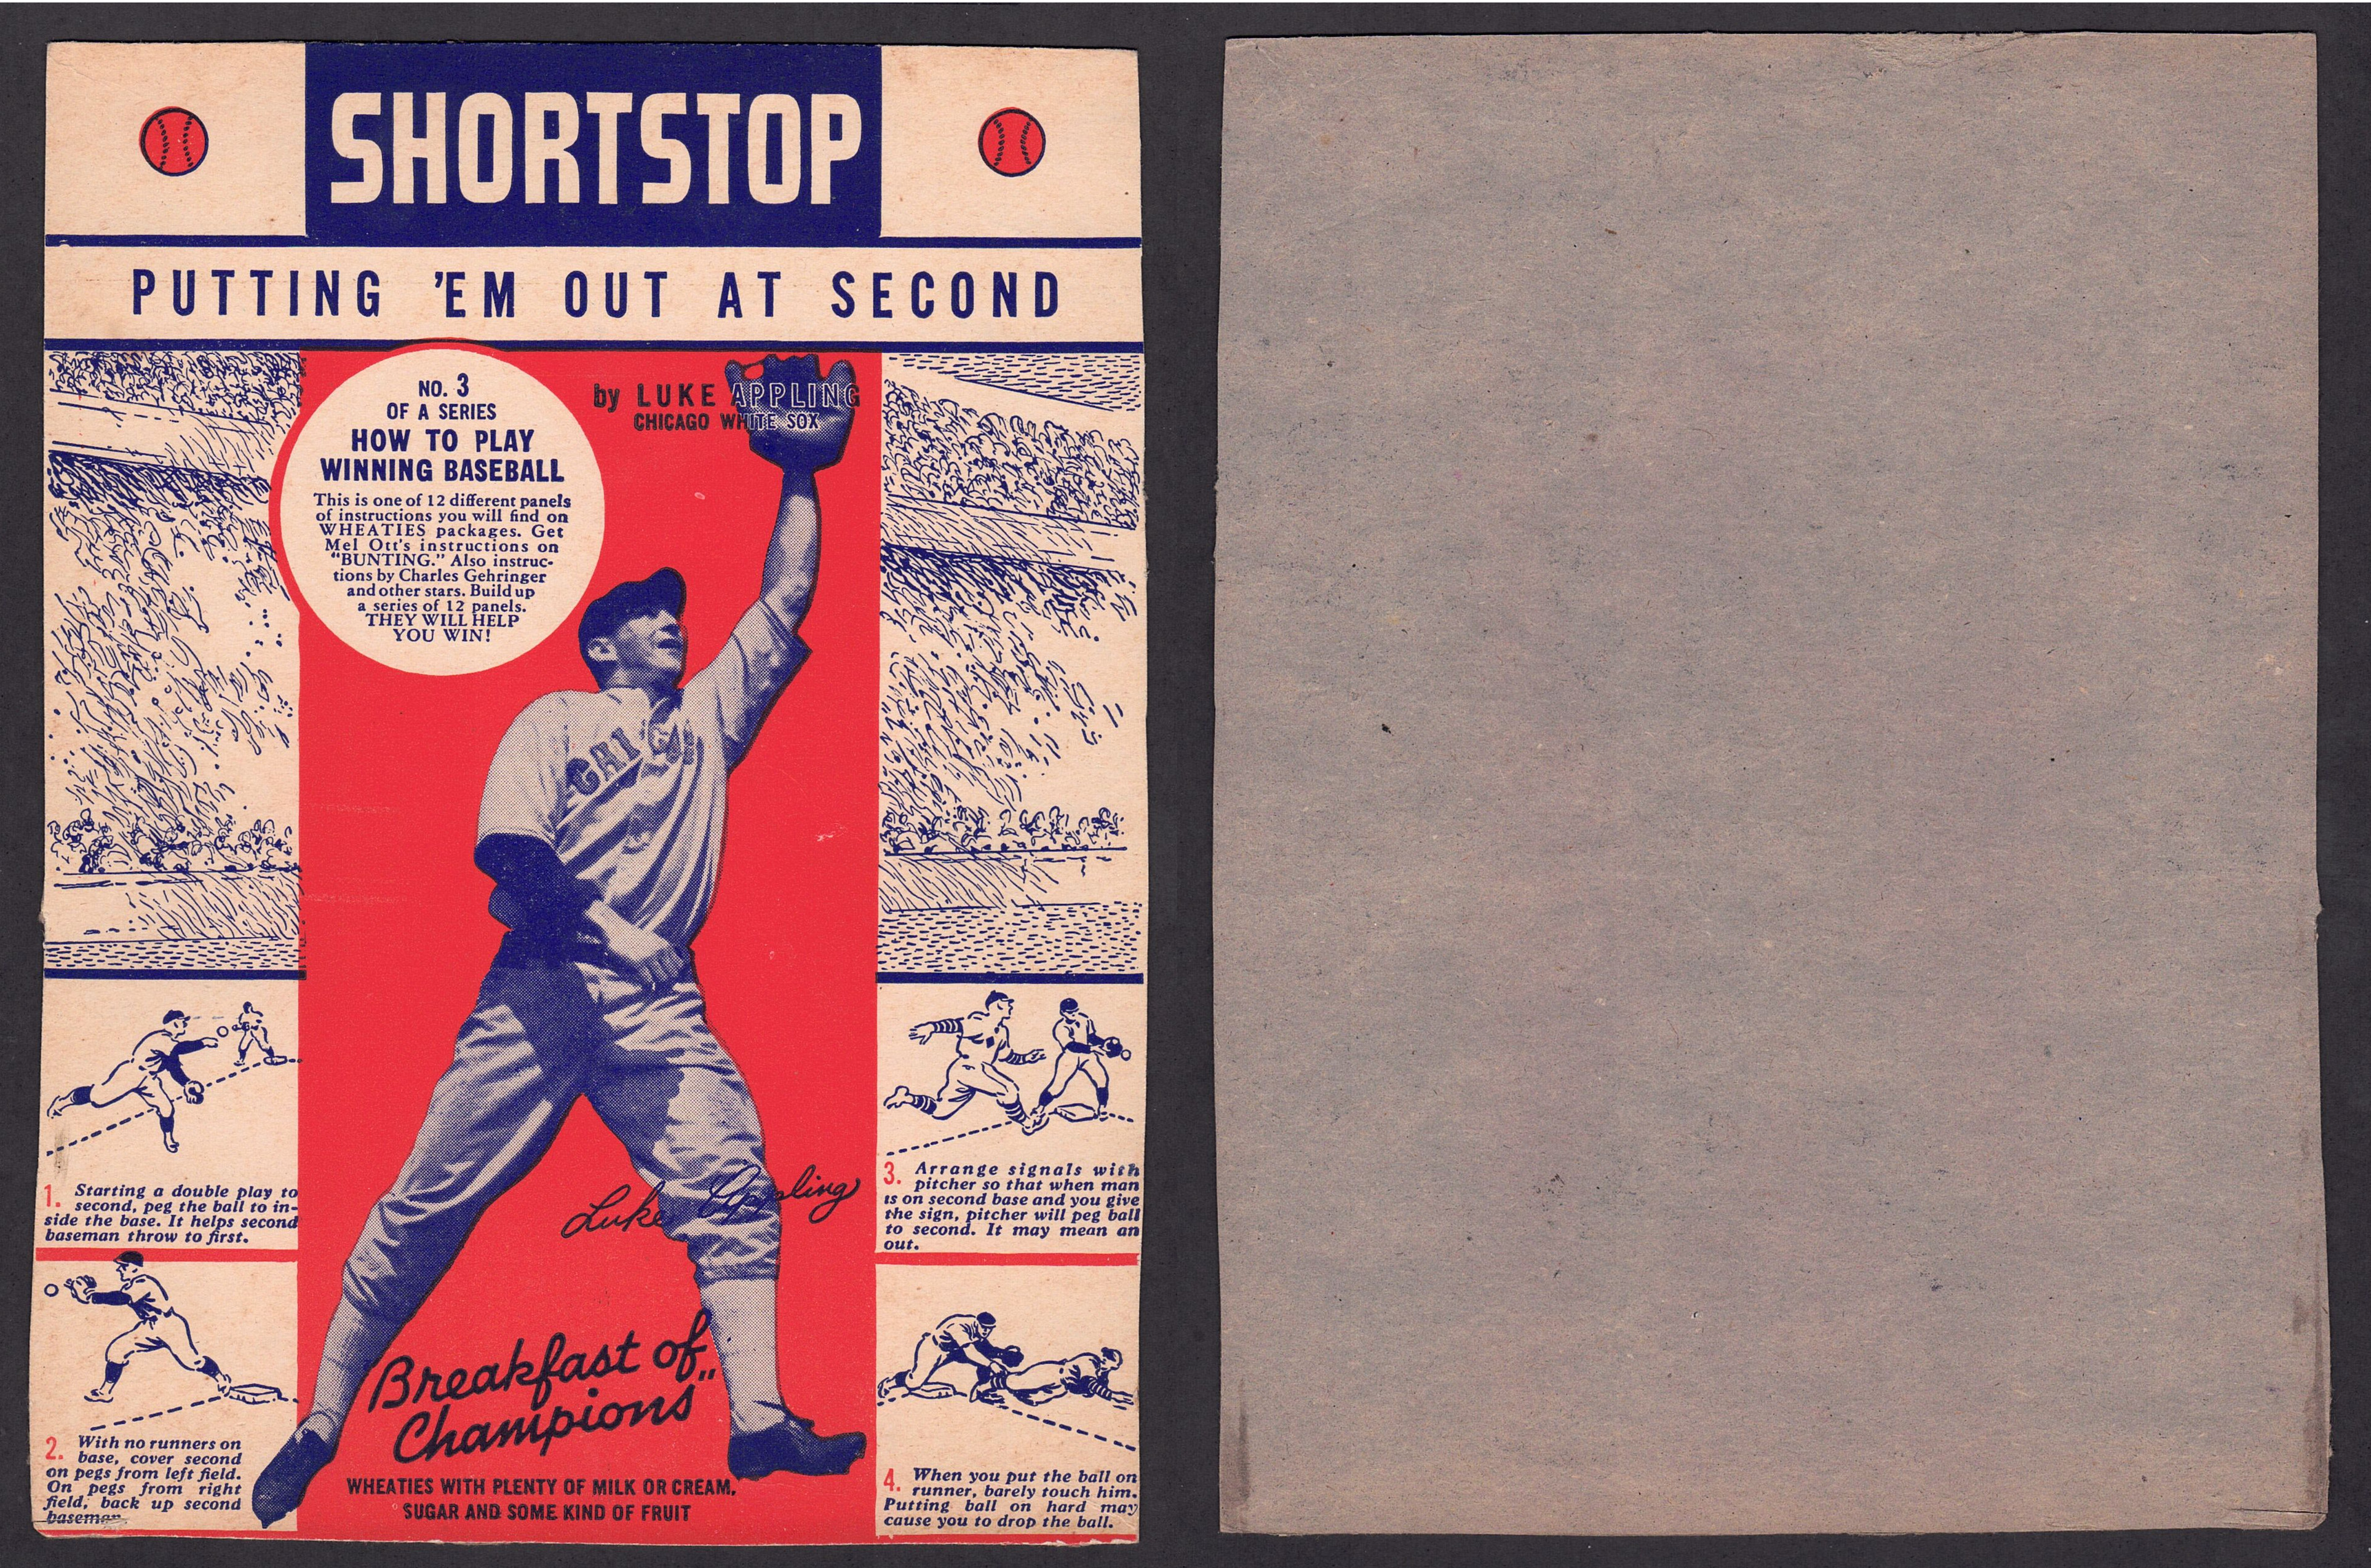 SHORTSTOP
PUTTING 'EM OUT AT SECOND
NO. 3
OF A SERIES
HOW TO PLAY
WINNING BASEBALL
This is one of 12 different panels
of instructions you will find on
WHEATIES packages. Get
Mel Ott's instructions on
"BUNTING." Also instruc-
tions by Charles Gehringer
and other stars. Build up
a series of 12 panels.
THEY WILL HELP
YOU WIN!
by LUKE APPLING
CHICAGO WHITE SOX
1. Starting a double play to
second, peg the ball to in-
side the base. It helps second
baseman throw to first.
2. With no runners on
base, cover second
on pegs from left field.
On pegs from right
field, back up second
baseman.
Luke Appling
Breakfast of
Champions"
WHEATIES WITH PLENTY OF MILK OR CREAM,
SUGAR AND SOME KIND OF FRUIT
3. Arrange signals with
pitcher so that when man
is on second base and you give
the sign, pitcher will peg ball
to second. It may mean an
out.
4. When you put the ball on
runner, barely touch him.
Putting ball on hard may
cause you to drop the ball.